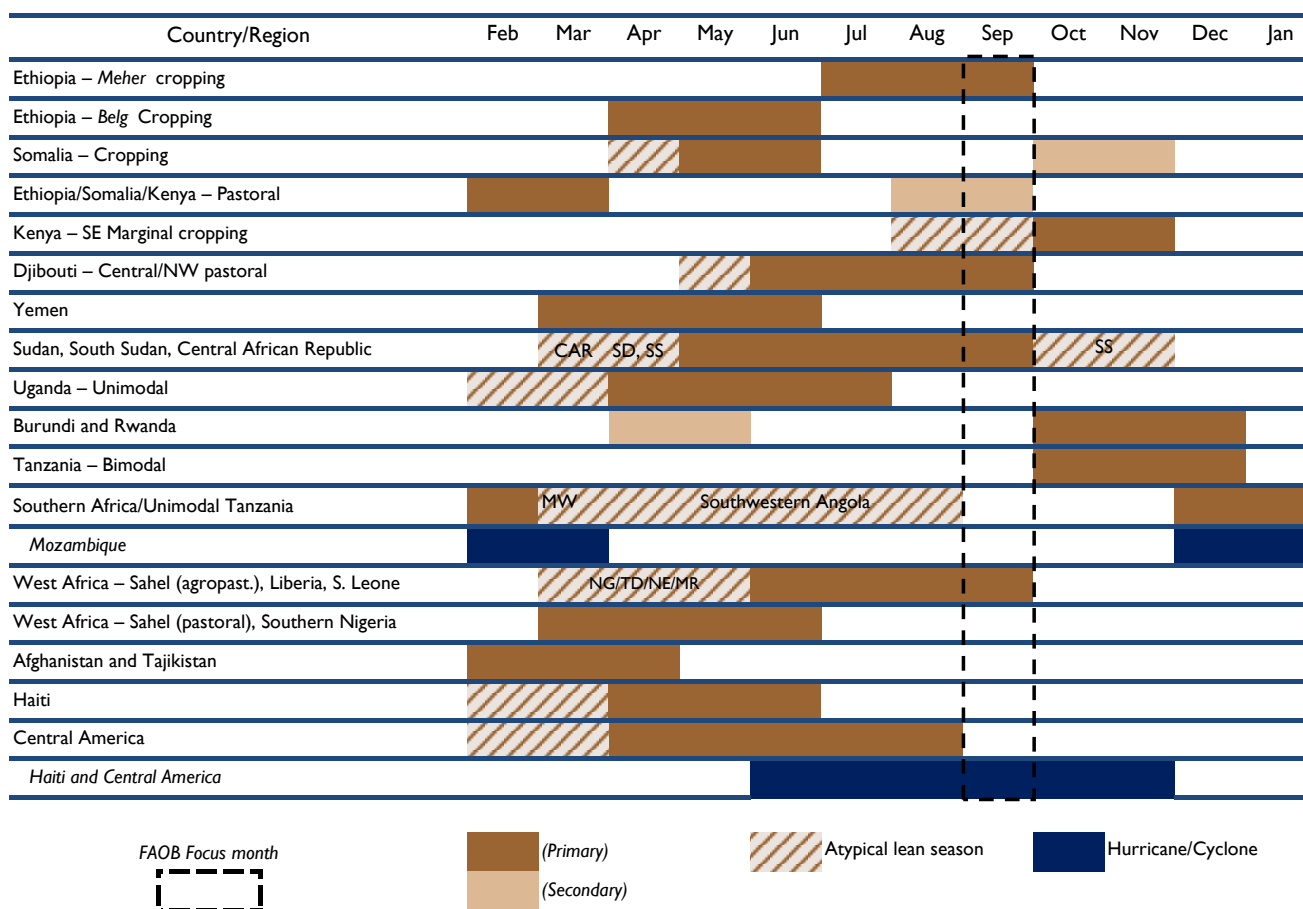 Country/Region Feb Mar Apr May Jun Jul Aug Sep Oct Nov Dec Jan
Ethiopia – Meher cropping
Ethiopia – Belg Cropping
Somalia – Cropping
Ethiopia/Somalia/Kenya – Pastoral
Kenya – SE Marginal cropping
Djibouti – Central/NW pastoral
Yemen
Sudan, South Sudan, Central African Republic CAR SD, SS SS
Uganda – Unimodal
Burundi and Rwanda
Tanzania – Bimodal
Southern Africa/Unimodal Tanzania MW Southwestern Angola
Mozambique
West Africa – Sahel (agropast.), Liberia, S. Leone NG/TD/NE/MR
West Africa – Sahel (pastoral), Southern Nigeria
Afghanistan and Tajikistan
Haiti
Central America
Haiti and Central America
FAOB Focus month (Primary) Atypical lean season Hurricane/Cyclone
(Secondary)